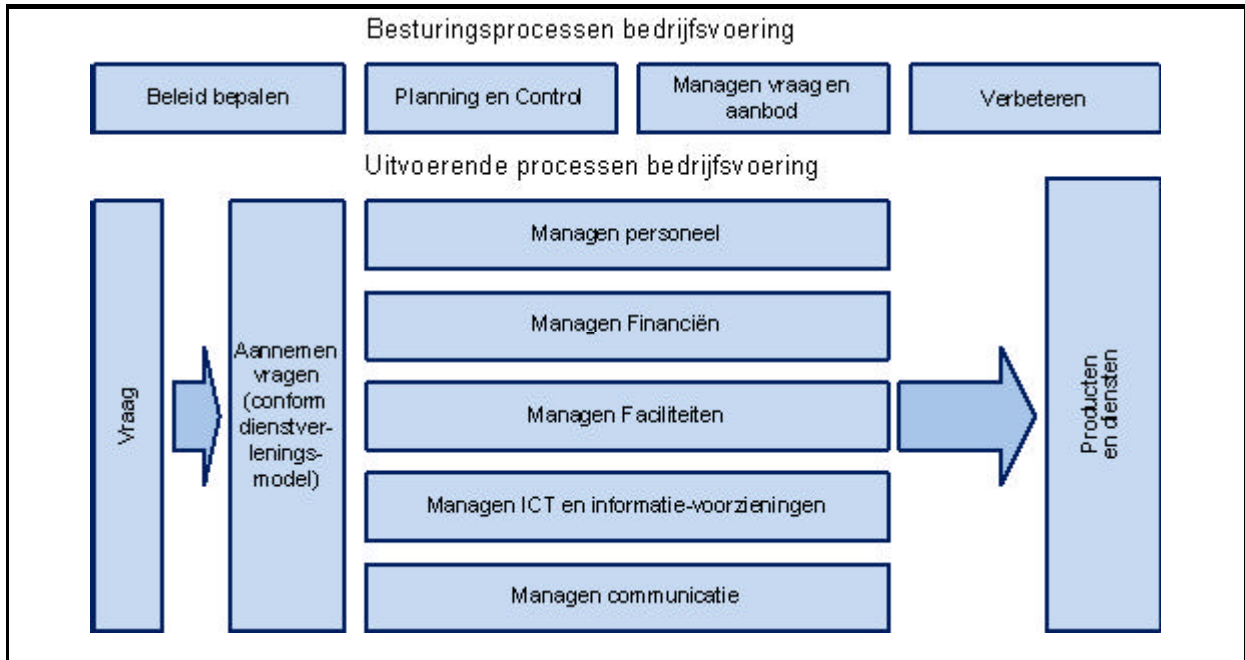 Besturingsprocessen bedrijfsvoering
Beleid bepalen
Planning en Control
Managen vraag en
aanbod
Verbeteren
Uitvoerende processen bedrijfsvoering
Vraag
Aannemen
vragen
(conform
dienstver-
lenings-
model)
Managen personeel
Managen Financiën
Managen Faciliteiten
Managen ICT en informatie-voorzieningen
Managen communicatie
Producten
en diensten